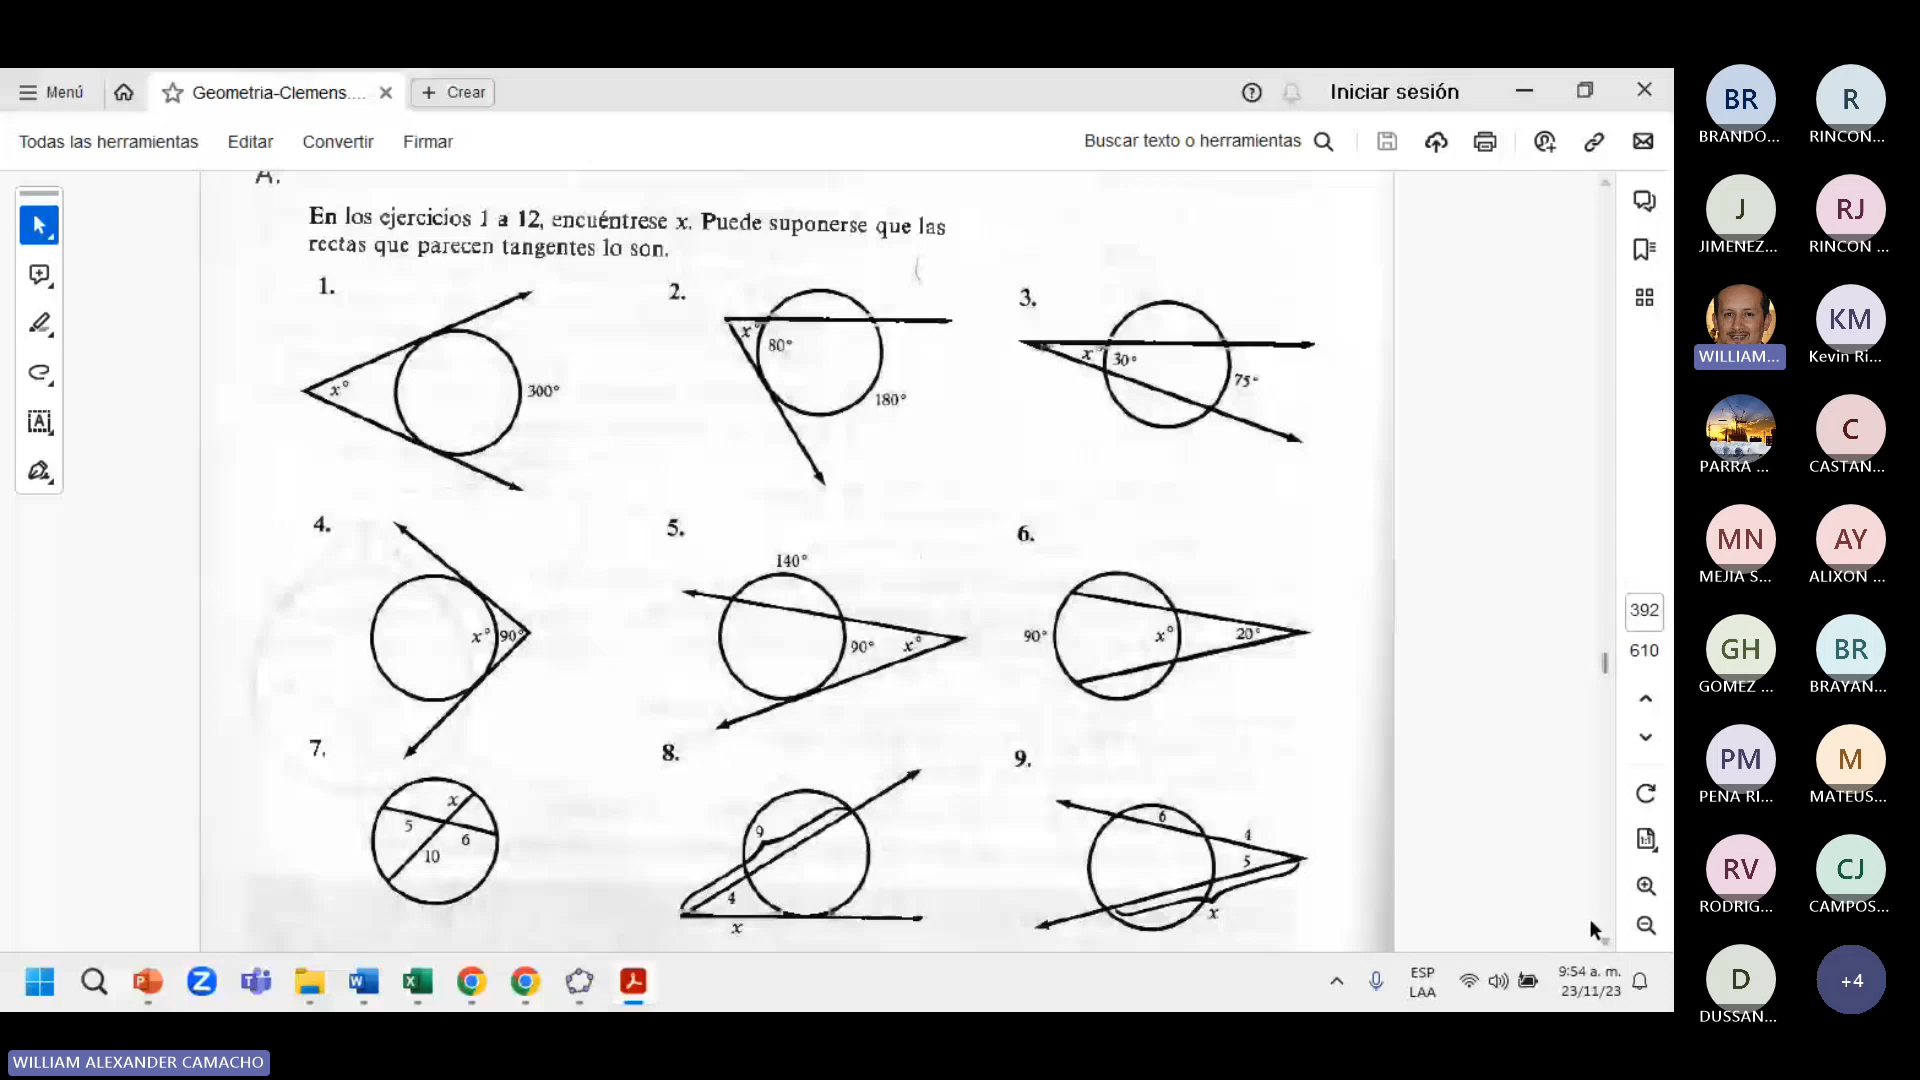 Menú
Geometria-Clemens....
Crear
Iniciar sesión
Todas las herramientas
Editar
Convertir
Firmar
Buscar texto o herramientas
A.
En los ejercicios 1 a 12, encuéntrese x. Puede suponerse que las
rectas que parecen tangentes lo son.
1.
x°
300°
2.
x°
80°
180°
3.
x°
30°
75°
4.
x°
90°
5.
140°
90°
x°
6.
90°
x°
20°
7.
x
5
6
10
8.
9
4
x
9.
6
4
5
x
392
610
ESP
LAA
9:54 a. m.
23/11/23
BR
BRANDO...
R
RINCON...
J
JIMENEZ...
RJ
RINCON ...
WILLIAM...
KM
Kevin Ri...
PARRA ...
C
CASTAN...
MN
MEJIA S...
AY
ALIXON ...
GH
GOMEZ ...
BR
BRAYAN...
PM
PENA RI...
M
MATEUS...
RV
RODRIG...
CJ
CAMPOS...
D
DUSSAN...
+4
WILLIAM ALEXANDER CAMACHO